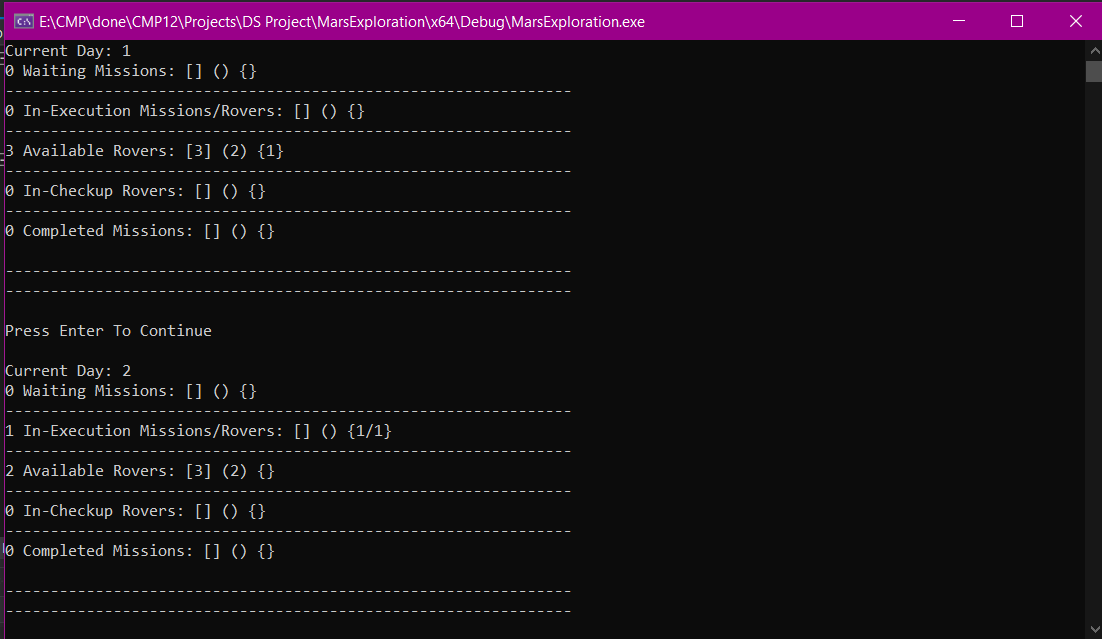 E:\CMP\done\CMP12\Projects\DS Project\MarsExploration\x64\Debug\MarsExploration.exe
Current Day: 1
0 Waiting Missions: [] () {}
---------------------------------------------------------------
0 In-Execution Missions/Rovers: [] () {}
---------------------------------------------------------------
3 Available Rovers: [3] (2) {1}
---------------------------------------------------------------
0 In-Checkup Rovers: [] () {}
---------------------------------------------------------------
0 Completed Missions: [] () {}
---------------------------------------------------------------
---------------------------------------------------------------
Press Enter To Continue
Current Day: 2
0 Waiting Missions: [] () {}
---------------------------------------------------------------
1 In-Execution Missions/Rovers: [] () {1/1}
---------------------------------------------------------------
2 Available Rovers: [3] (2) {}
---------------------------------------------------------------
0 In-Checkup Rovers: [] () {}
---------------------------------------------------------------
0 Completed Missions: [] () {}
---------------------------------------------------------------
---------------------------------------------------------------